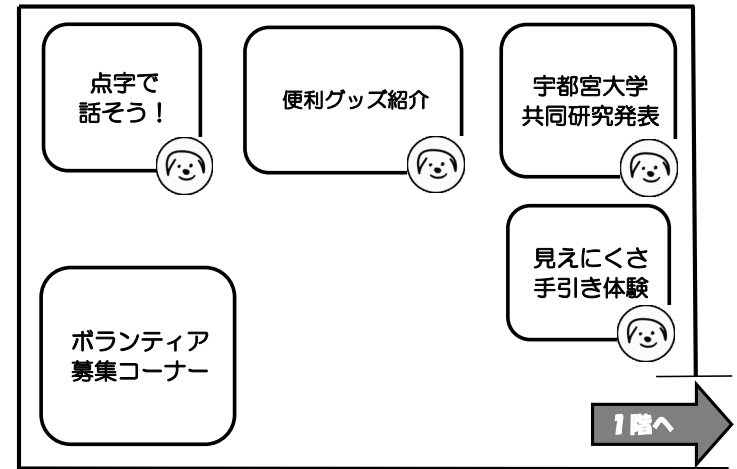 点字で
話そう！
便利グッズ紹介
宇都宮大学
共同研究発表
見えにくさ
手引き体験
ボランティア
募集コーナー
1階へ